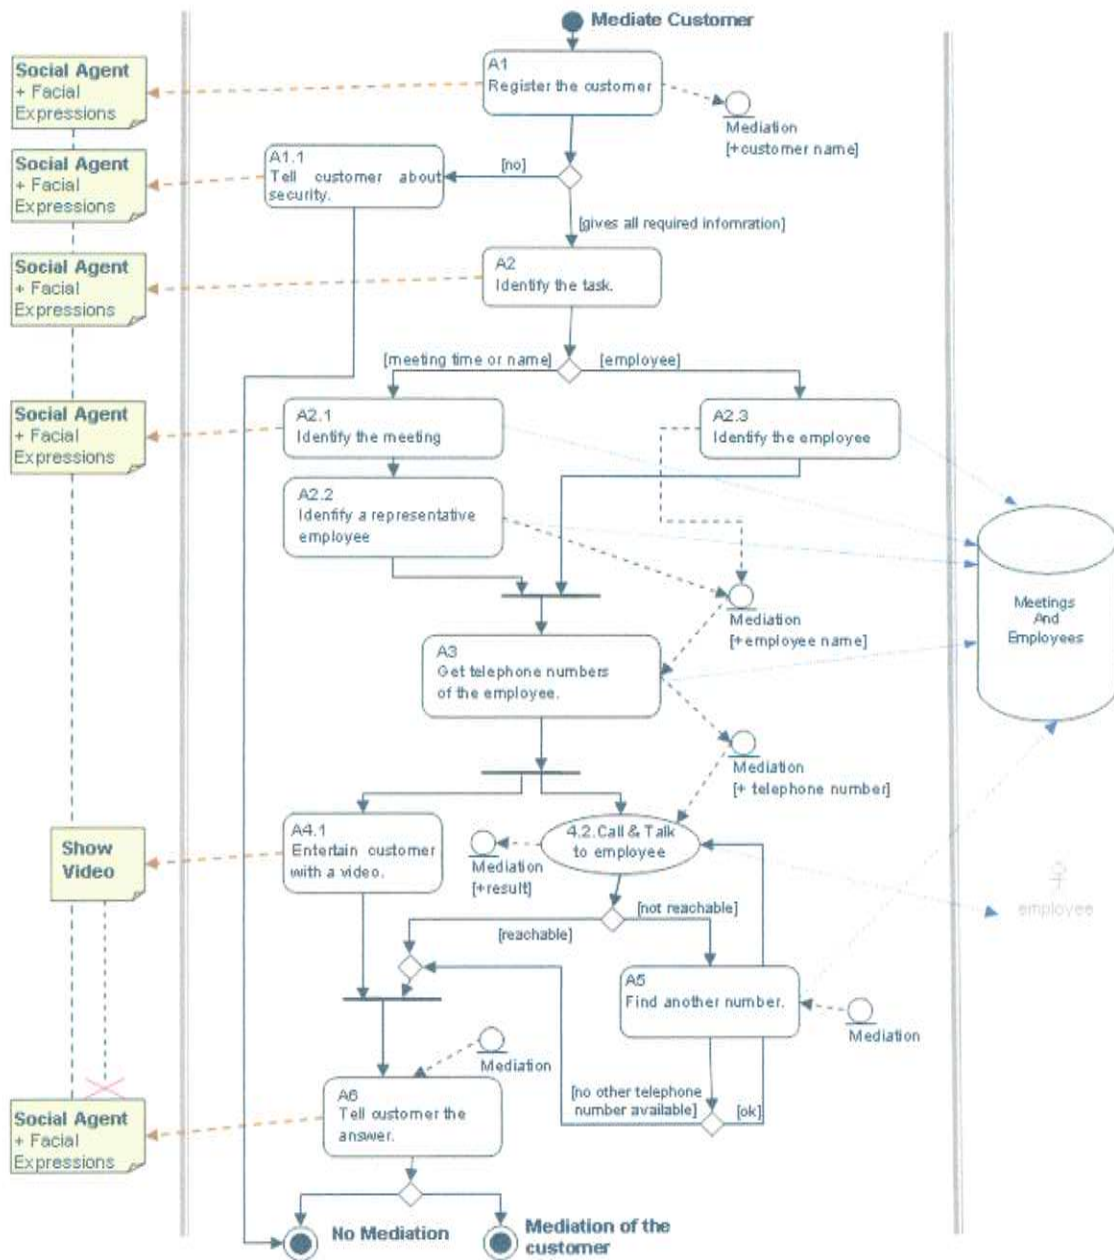 Mediate Customer
Social Agent
+ Facial
Expressions
A1
Register the customer
Mediation
[+customer name]
Social Agent
+ Facial
Expressions
A1.1
Tell customer about
security.
[no]
[gives all required infomration]
Social Agent
+ Facial
Expressions
A2
Identify the task.
[meeting time or name]
[employee]
Social Agent
+ Facial
Expressions
A2.1
Identify the meeting
A2.3
Identify the employee
A2.2
Identify a representative
employee
Meetings
And
Employees
Mediation
[+employee name]
A3
Get telephone numbers
of the employee.
Mediation
[+ telephone number]
Show
Video
A4.1
Entertain customer
with a video.
4.2.Call & Talk
to employee
Mediation
[+result]
employee
[not reachable]
[reachable]
A5
Find another number.
Mediation
Mediation
[no other telephone
number available]
[ok]
Social Agent
+ Facial
Expressions
A6
Tell customer the
answer.
No Mediation
Mediation of the
customer